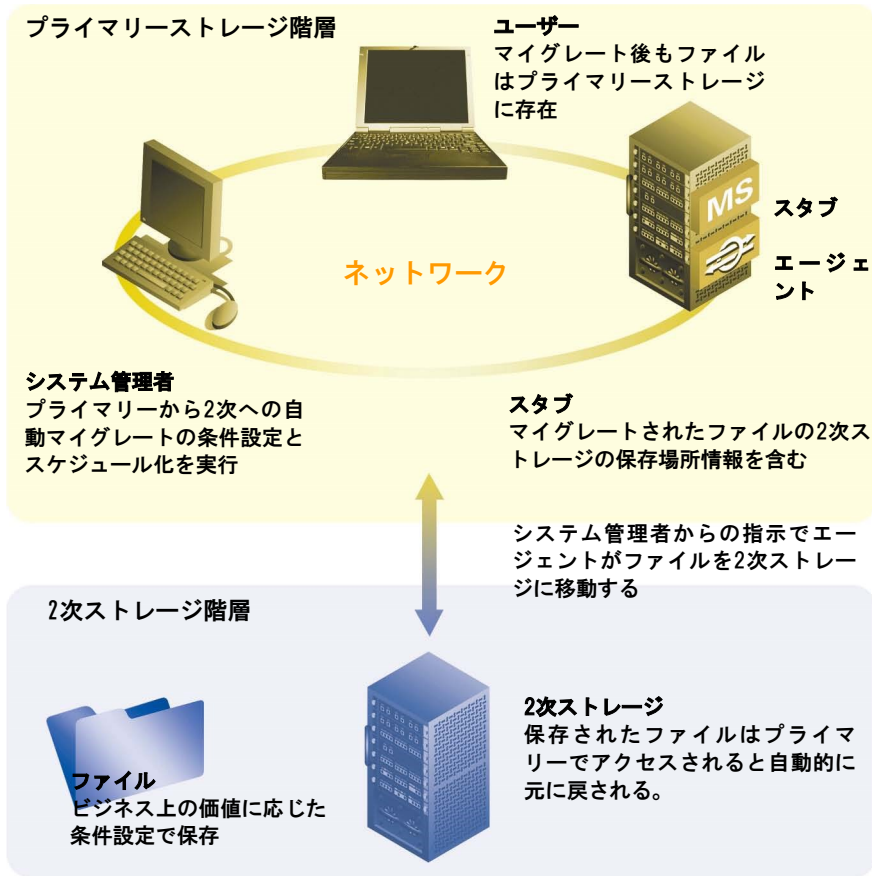 プライマリーストレージ階層
ユーザー
マイグレート後もファイル
はプライマリーストレージ
に存在
MS
スタブ
エージェ
ント
ネットワーク
システム管理者
プライマリーから2次への自
動マイグレートの条件設定と
スケジュール化を実行
スタブ
マイグレートされたファイルの2次ス
トレージの保存場所情報を含む
システム管理者からの指示でエー
ジェントがファイルを2次ストレー
ジに移動する
2次ストレージ階層
ファイル
ビジネス上の価値に応じた
条件設定で保存
2次ストレージ
保存されたファイルはプライマ
リーでアクセスされると自動的に
元に戻される。